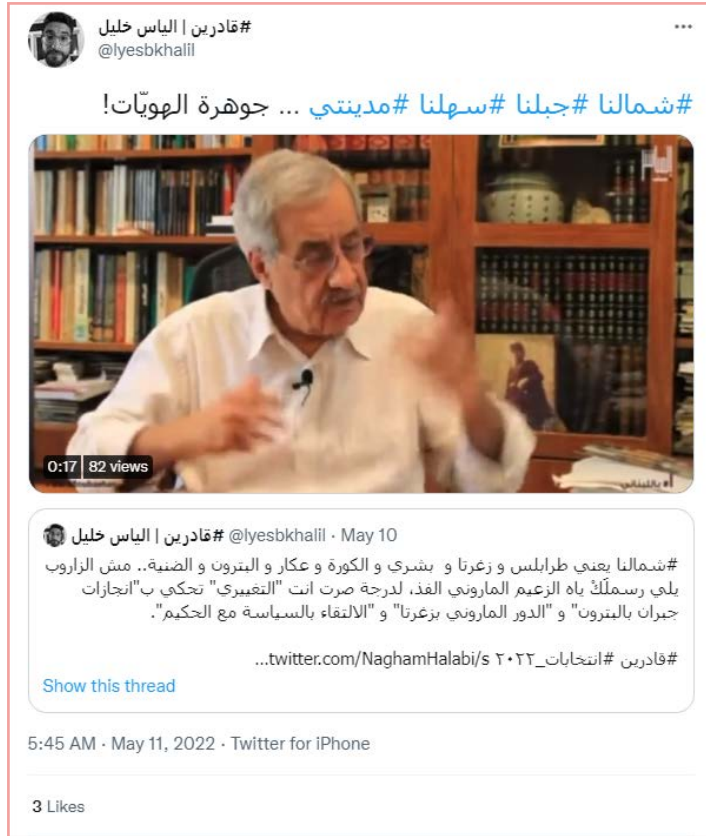 #قادرين | الياس خليل
@lyesbkhalil
#شمالنا #جبلنا #سهلنا #مدينتي ... جوهرة الهويّات!
0:17 82 views
#قادرين | الياس خليل @lyesbkhalil · May 10
#شمالنا يعني طرابلس و زغرتا و بشري و الكورة و عكار و البترون و الضنية.. مش الزاروب
يلي رسملَكْ ياه الزعيم الماروني الفذ، لدرجة صرت انت "التغييري" تحكي ب"انجازات
جبران بالبترون" و "الدور الماروني بزغرتا" و "الالتقاء بالسياسة مع الحكيم".
#قادرين #انتخابات_٢٠٢٢ twitter.com/NaghamHalabi/s...
Show this thread
5:45 AM · May 11, 2022 · Twitter for iPhone
3 Likes